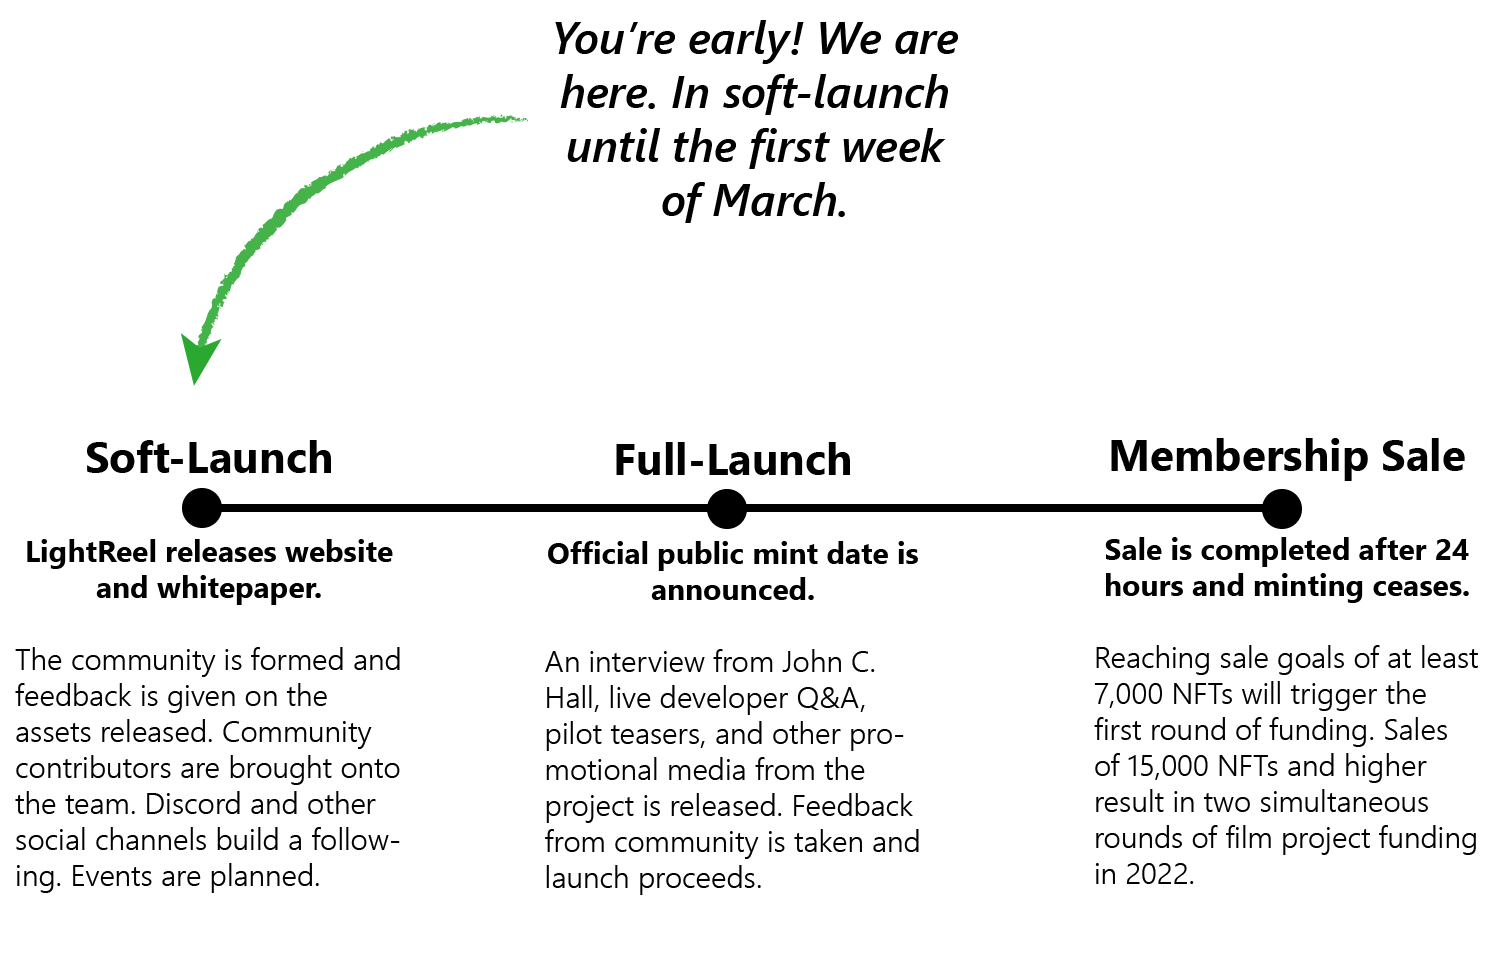 You’re early! We are
here. In soft-launch
until the first week
of March.
Soft-Launch
LightReel releases website
and whitepaper.
The community is formed and
feedback is given on the
assets released. Community
contributors are brought onto
the team. Discord and other
social channels build a follow-
ing. Events are planned.
Full-Launch
Official public mint date is
announced.
An interview from John C.
Hall, live developer Q&A,
pilot teasers, and other pro-
motional media from the
project is released. Feedback
from community is taken and
launch proceeds.
Membership Sale
Sale is completed after 24
hours and minting ceases.
Reaching sale goals of at least
7,000 NFTs will trigger the
first round of funding. Sales
of 15,000 NFTs and higher
result in two simultaneous
rounds of film project funding
in 2022.